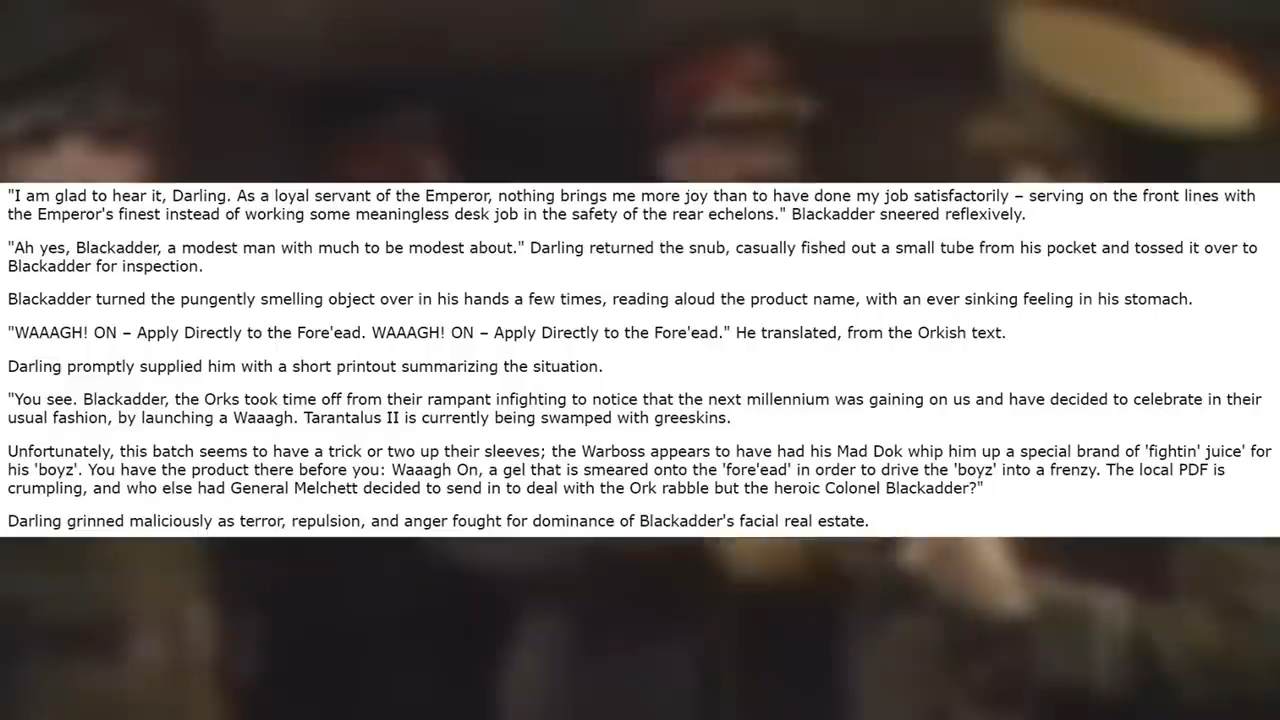 "I am glad to hear it, Darling. As a loyal servant of the Emperor, nothing brings me more joy than to have done my job satisfactorily – serving on the front lines with
the Emperor's finest instead of working some meaningless desk job in the safety of the rear echelons." Blackadder sneered reflexively.
"Ah yes, Blackadder, a modest man with much to be modest about." Darling returned the snub, casually fished out a small tube from his pocket and tossed it over to
Blackadder for inspection.
Blackadder turned the pungently smelling object over in his hands a few times, reading aloud the product name, with an ever sinking feeling in his stomach.
"WAAAGH! ON – Apply Directly to the Fore'ead. WAAAGH! ON – Apply Directly to the Fore'ead." He translated, from the Orkish text.
Darling promptly supplied him with a short printout summarizing the situation.
"You see. Blackadder, the Orks took time off from their rampant infighting to notice that the next millennium was gaining on us and have decided to celebrate in their
usual fashion, by launching a Waaagh. Tarantalus II is currently being swamped with greeskins.
Unfortunately, this batch seems to have a trick or two up their sleeves; the Warboss appears to have had his Mad Dok whip him up a special brand of 'fightin' juice' for
his 'boyz'. You have the product there before you: Waaagh On, a gel that is smeared onto the 'fore'ead' in order to drive the 'boyz' into a frenzy. The local PDF is
crumpling, and who else had General Melchett decided to send in to deal with the Ork rabble but the heroic Colonel Blackadder?"
Darling grinned maliciously as terror, repulsion, and anger fought for dominance of Blackadder's facial real estate.